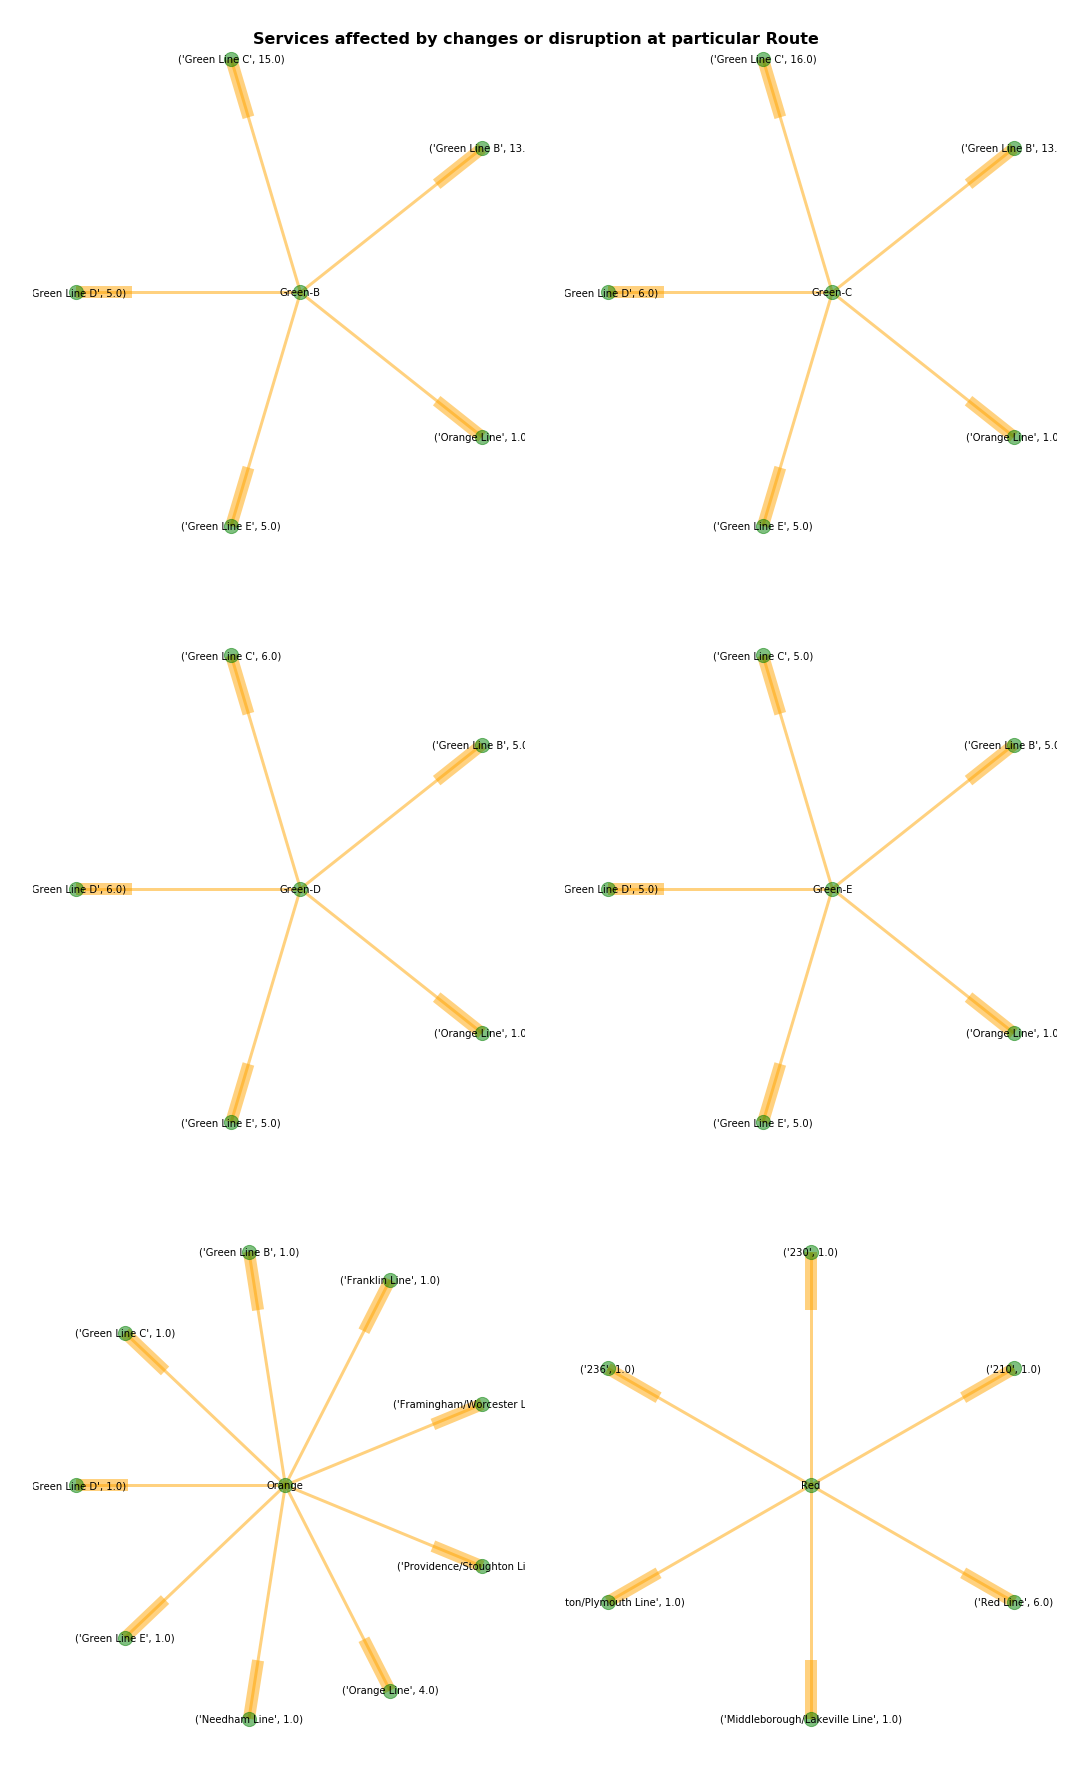 Services affected by changes or disruption at particular Route
('Green Line C', 15.0)
('Green Line C', 16.0)
('Green Line B', 13.
('Green Line B', 13.
Green Line D', 5.0)
Green-B
Green Line D', 6.0)
Green-C
('Orange Line', 1.0
('Orange Line', 1.0
('Green Line E', 5.0)
('Green Line E', 5.0)
('Green Line C', 6.0)
('Green Line C', 5.0)
('Green Line B', 5.0
('Green Line B', 5.0
Green Line D', 6.0)
Green-D
Green Line D', 5.0)
Green-E
('Orange Line', 1.0
('Orange Line', 1.0
('Green Line E', 5.0)
('Green Line E', 5.0)
('Green Line B', 1.0)
('230', 1.0)
('Franklin Line', 1.0)
('Green Line C', 1.0)
('236', 1.0)
('210', 1.0)
('Framingham/Worcester L
Green Line D', 1.0)
Orange
Red
('Providence/Stoughton Li
ton/Plymouth Line', 1.0)
('Red Line', 6.0)
('Green Line E', 1.0)
('Orange Line', 4.0)
('Needham Line', 1.0)
('Middleborough/Lakeville Line', 1.0)